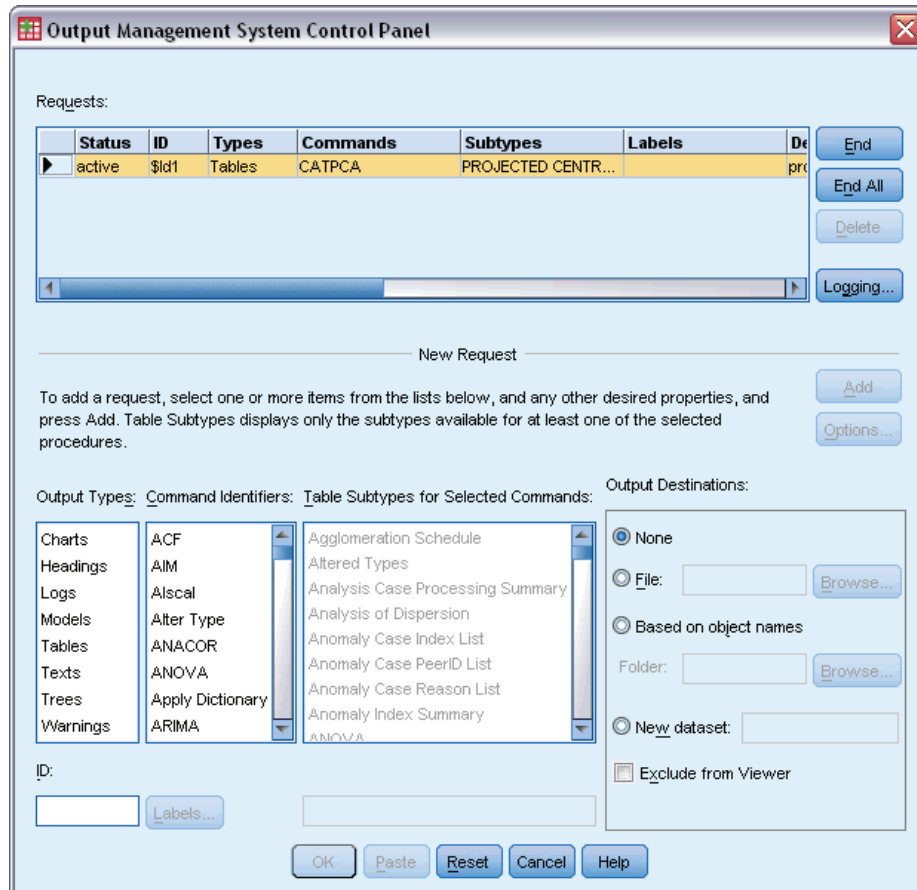 Output Management System Control Panel
Requests:
Status ID Types Commands Subtypes Labels De
active $Id1 Tables CATPCA PROJECTED CENTR... pro
End
End All
Delete
Logging...
New Request
To add a request, select one or more items from the lists below, and any other desired properties, and
press Add. Table Subtypes displays only the subtypes available for at least one of the selected
procedures.
Add
Options...
Output Types: Command Identifiers: Table Subtypes for Selected Commands:
Charts
Headings
Logs
Models
Tables
Texts
Trees
Warnings
ACF
AIM
Alscal
Alter Type
ANACOR
ANOVA
Apply Dictionary
ARIMA
Agglomeration Schedule
Altered Types
Analysis Case Processing Summary
Analysis of Dispersion
Anomaly Case Index List
Anomaly Case PeerID List
Anomaly Case Reason List
Anomaly Index Summary
ANOVA
Output Destinations:
None
File: Browse...
Based on object names
Folder: Browse...
New dataset:
Exclude from Viewer
ID:
Labels...
OK Paste Reset Cancel Help